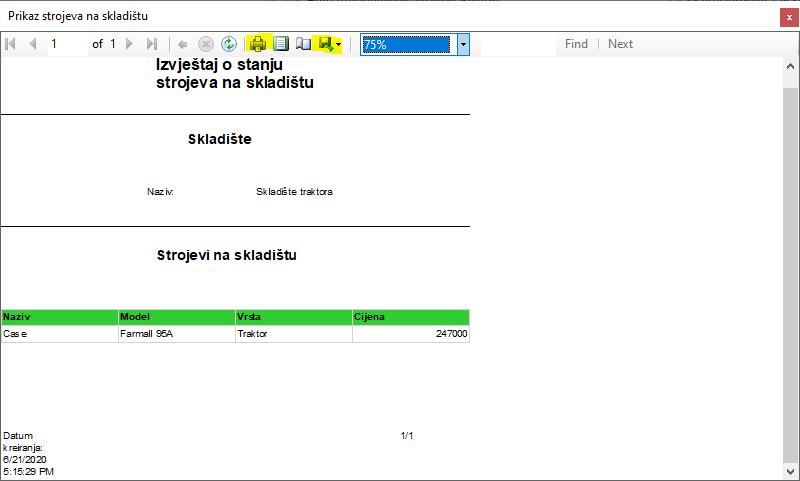 Prikaz strojeva na skladištu
x
1 of 1 75% Find | Next
Izvještaj o stanju
strojeva na skladištu
Skladište
Naziv: Skladište traktora
Strojevi na skladištu
Naziv Model Vrsta Cijena
Case Farmall 95A Traktor 247000
Datum 1/1
kreiranja:
6/21/2020
5:15:29 PM